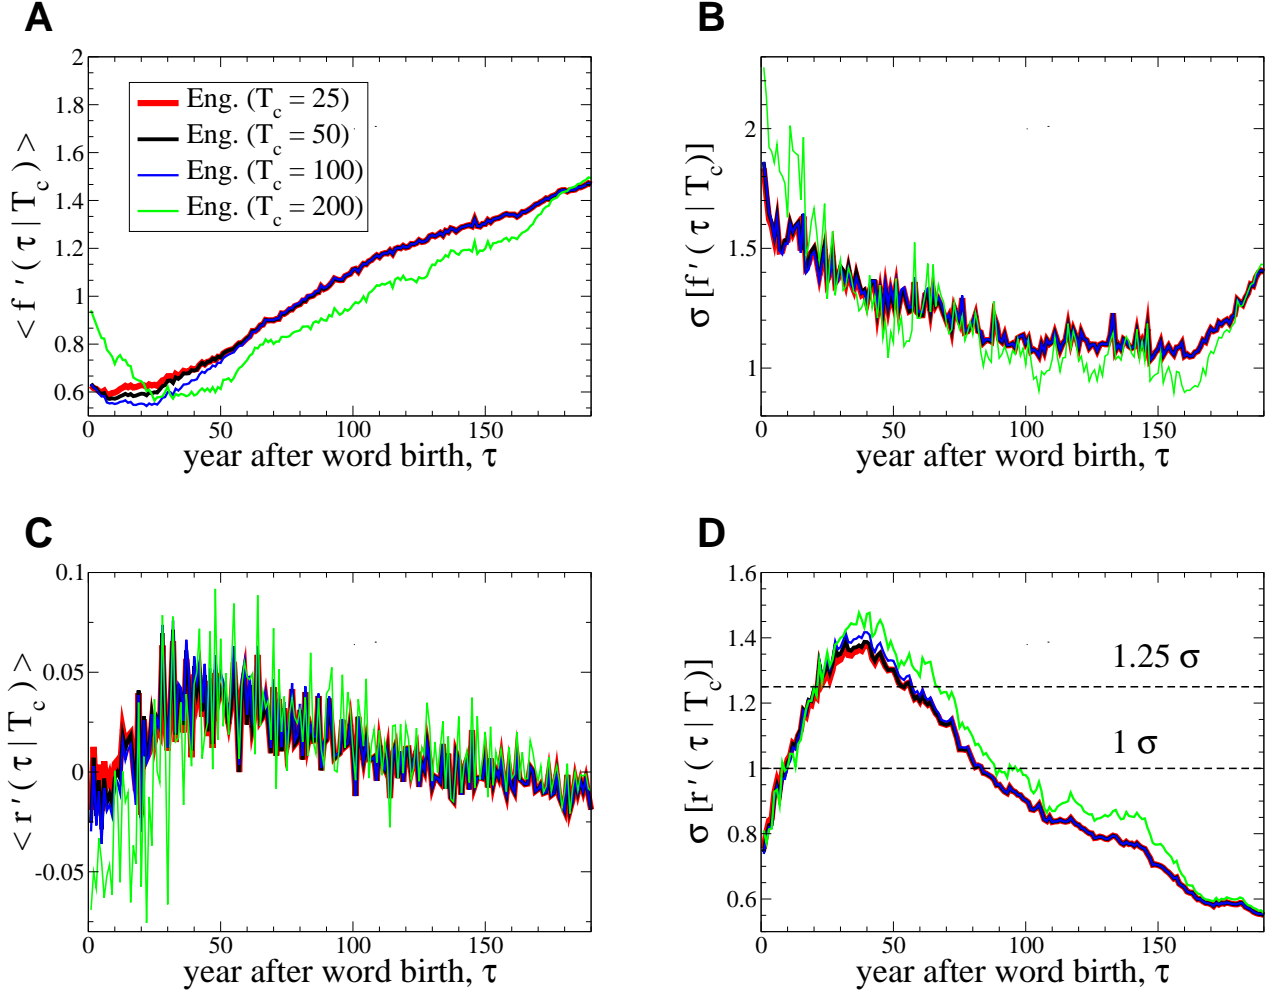 A
2
1.8
1.6
1.4
1.2
1
0.8
0.6
< f ' ( τ | T_c ) >
Eng. (T_c = 25)
Eng. (T_c = 50)
Eng. (T_c = 100)
Eng. (T_c = 200)
0 50 100 150
year after word birth, τ
B
2
1.5
1
σ [f ' ( τ | T_c)]
0 50 100 150
year after word birth, τ
C
0.1
0.05
0
-0.05
< r ' ( τ | T_c ) >
0 50 100 150
year after word birth, τ
D
1.6
1.4
1.2
1.0
0.8
0.6
σ [r' ( τ | T_c)]
1.25 σ
1 σ
0 50 100 150
year after word birth, τ